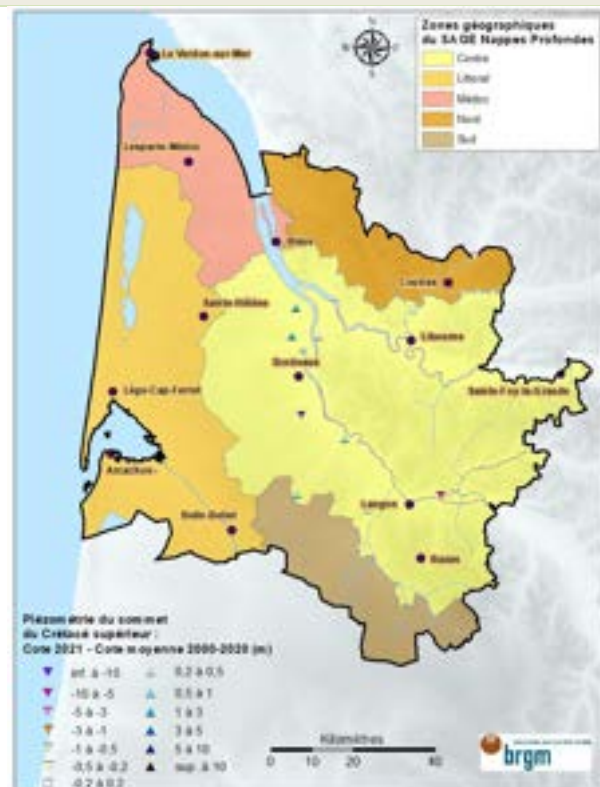 Zones géographiques
du SAGE Nappes Profondes
Centre
Littoral
Médoc
Nord
Sud
N
S
Le Verdon-sur-Mer
Lesparre-Médoc
Blaye
Coutras
Sainte-Hélène
Libourne
Bordeaux
Sainte-Foy-la-Grande
Lège-Cap-Ferret
Arcachon
Langon
Belin-Beliet
Bazas
Piézométrie du sommet
du Crétacé supérieur :
Cote 2021 - Cote moyenne 2000-2020 (m)
inf. à -10
-10 à -5
-5 à -3
-3 à -1
-1 à -0,5
-0,5 à -0,2
-0,2 à 0,2
0,2 à 0,5
0,5 à 1
1 à 3
3 à 5
5 à 10
sup. à 10
Kilomètres
0 10 20 40
brgm